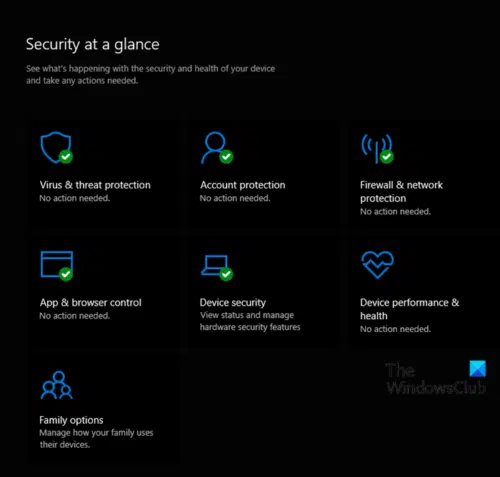 Security at a glance
See what's happening with the security and health of your device
and take any actions needed.
Virus & threat protection
No action needed.
Account protection
No action needed.
Firewall & network
protection
No action needed.
App & browser control
No action needed.
Device security
View status and manage
hardware security features
Device performance &
health
No action needed.
Family options
Manage how your family uses
their devices.
The
WindowsClub